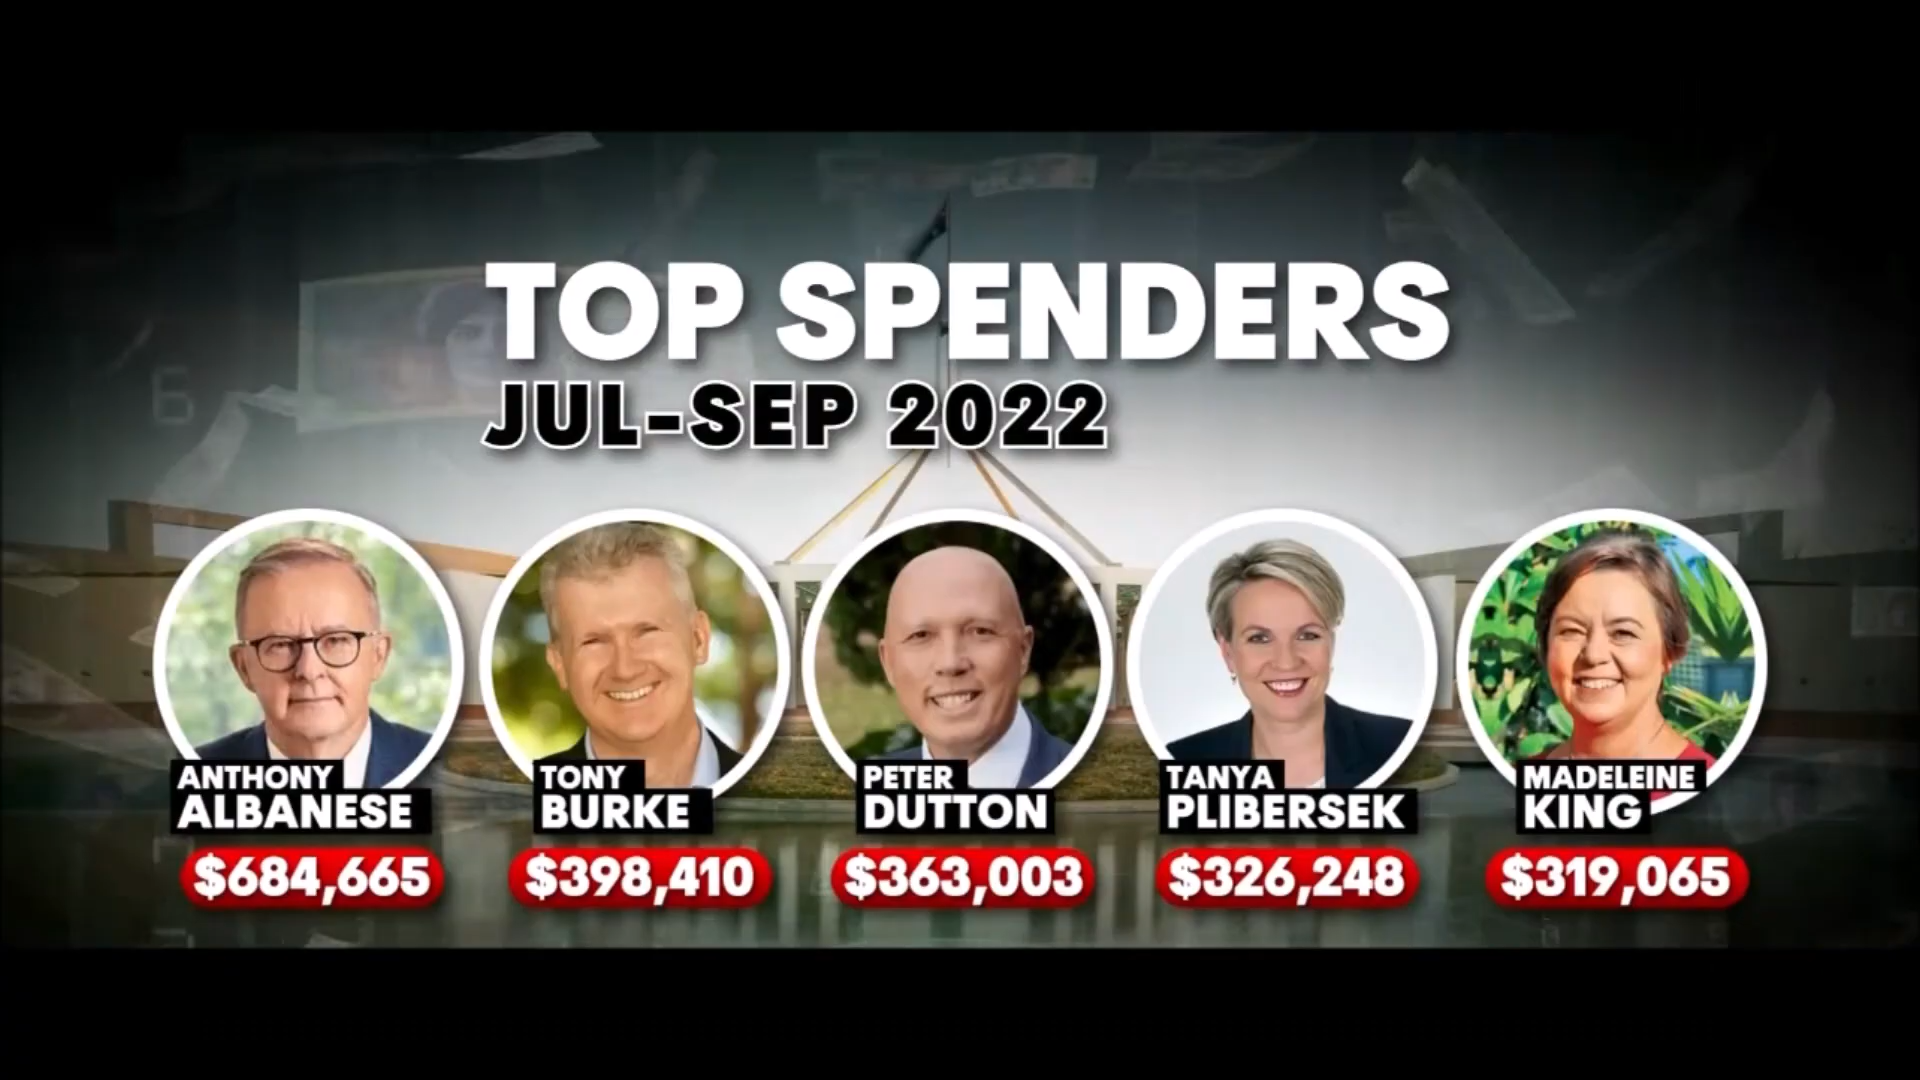 TOP SPENDERS
JUL-SEP 2022
ANTHONY
ALBANESE
$684,665
TONY
BURKE
$398,410
PETER
DUTTON
$363,003
TANYA
PLIBERSEK
$326,248
MADELEINE
KING
$319,065